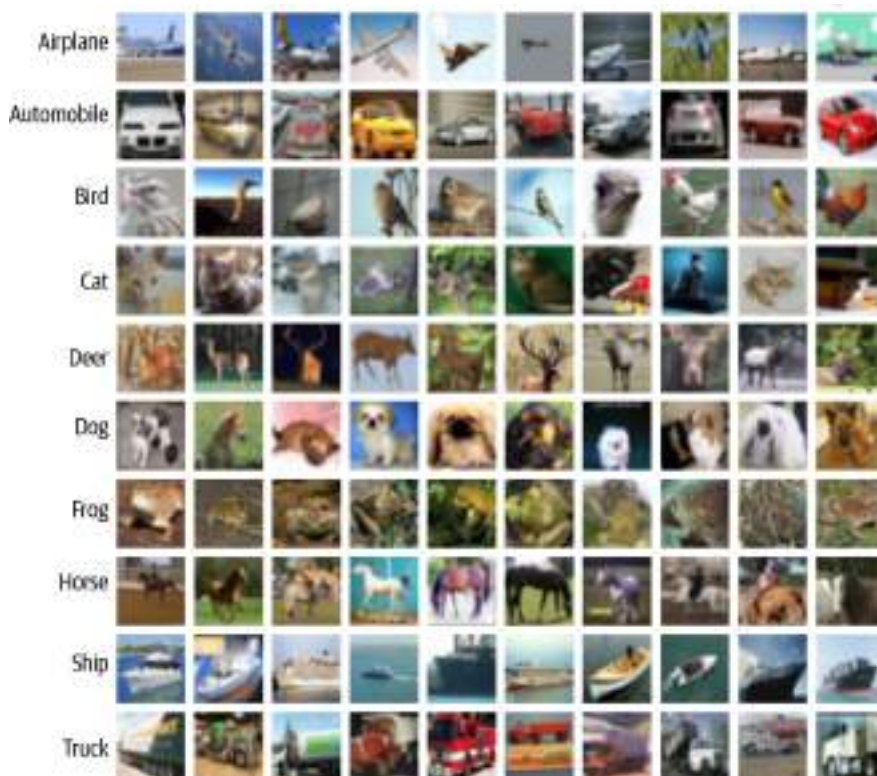 Airplane
Automobile
Bird
Cat
Deer
Dog
Frog
Horse
Ship
Truck